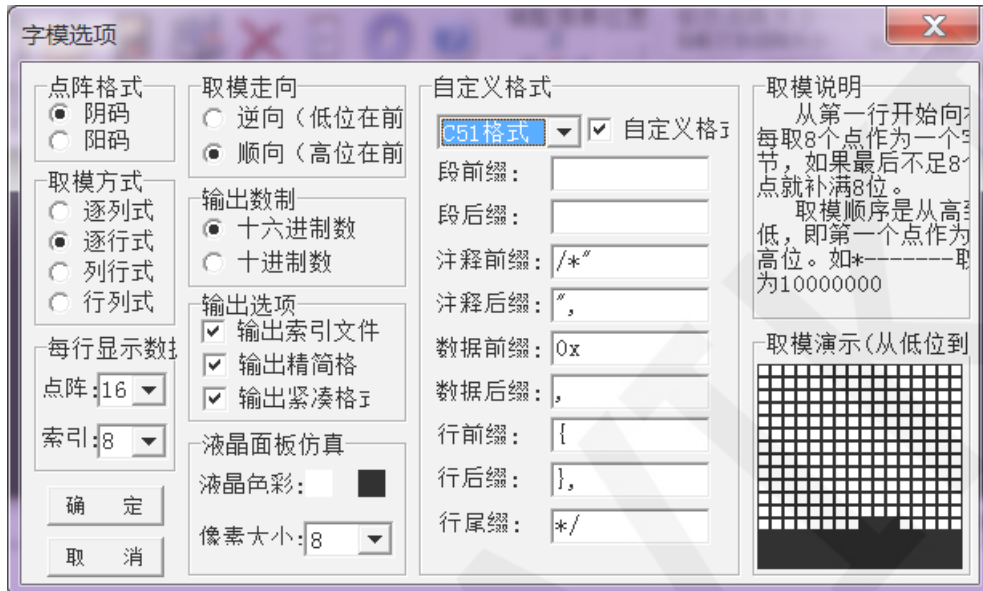 字模选项
点阵格式
阴码
阳码
取模方式
逐列式
逐行式
列行式
行列式
每行显示数
点阵:16
索引:8
确 定
取 消
取模走向
逆向（低位在前
顺向（高位在前
输出数制
十六进制数
十进制数
输出选项
输出索引文件
输出精简格
输出紧凑格式
液晶面板仿真
液晶色彩:
像素大小:8
自定义格式
C51格式 自定义格式
段前缀:
段后缀:
注释前缀: /*"
注释后缀: ",
数据前缀: 0x
数据后缀: ,
行前缀: {
行后缀: },
行尾缀: */
取模说明
从第一行开始向
每取8个点作为一个字
节，如果最后不足8个
点就补满8位。
取模顺序是从高到
低，即第一个点作为
高位。如*-------取
为10000000
取模演示(从低位到